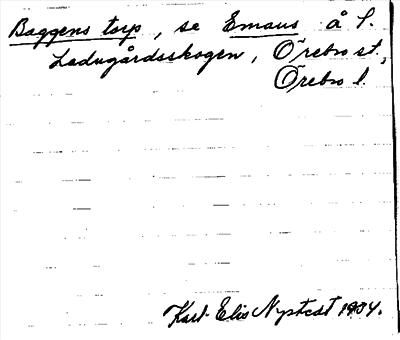 Baggens torp, se Emaus å S.
Ladugårdsskogen, Örebro st.,
Örebro l.
Karl-Elis Nystedt 1934.